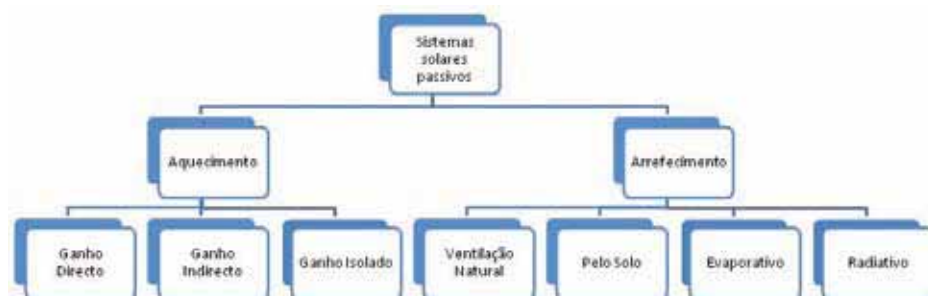 Sistemas
solares
passivos
Aquecimento
Arrefecimento
Ganho
Directo
Ganho
Indirecto
Ganho Isolado
Ventilação
Natural
Pelo Solo
Evaporativo
Radiativo